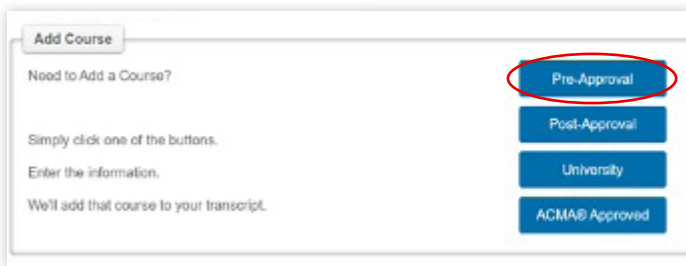 Add Course
Need to Add a Course?
Pre-Approval
Post-Approval
Simply click one of the buttons.
University
Enter the information.
We'll add that course to your transcript.
ACMA® Approved